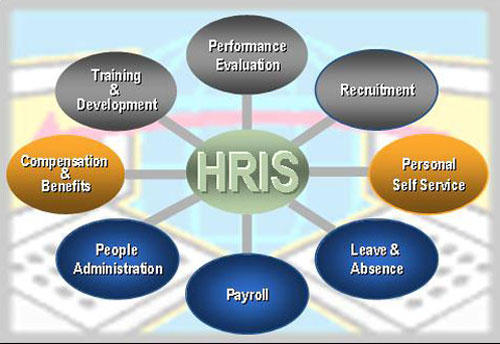 Performance
Evaluation
Training
&
Development
Recruitment
HRIS
Compensation
&
Benefits
Personal
Self Service
People
Administration
Leave &
Absence
Payroll